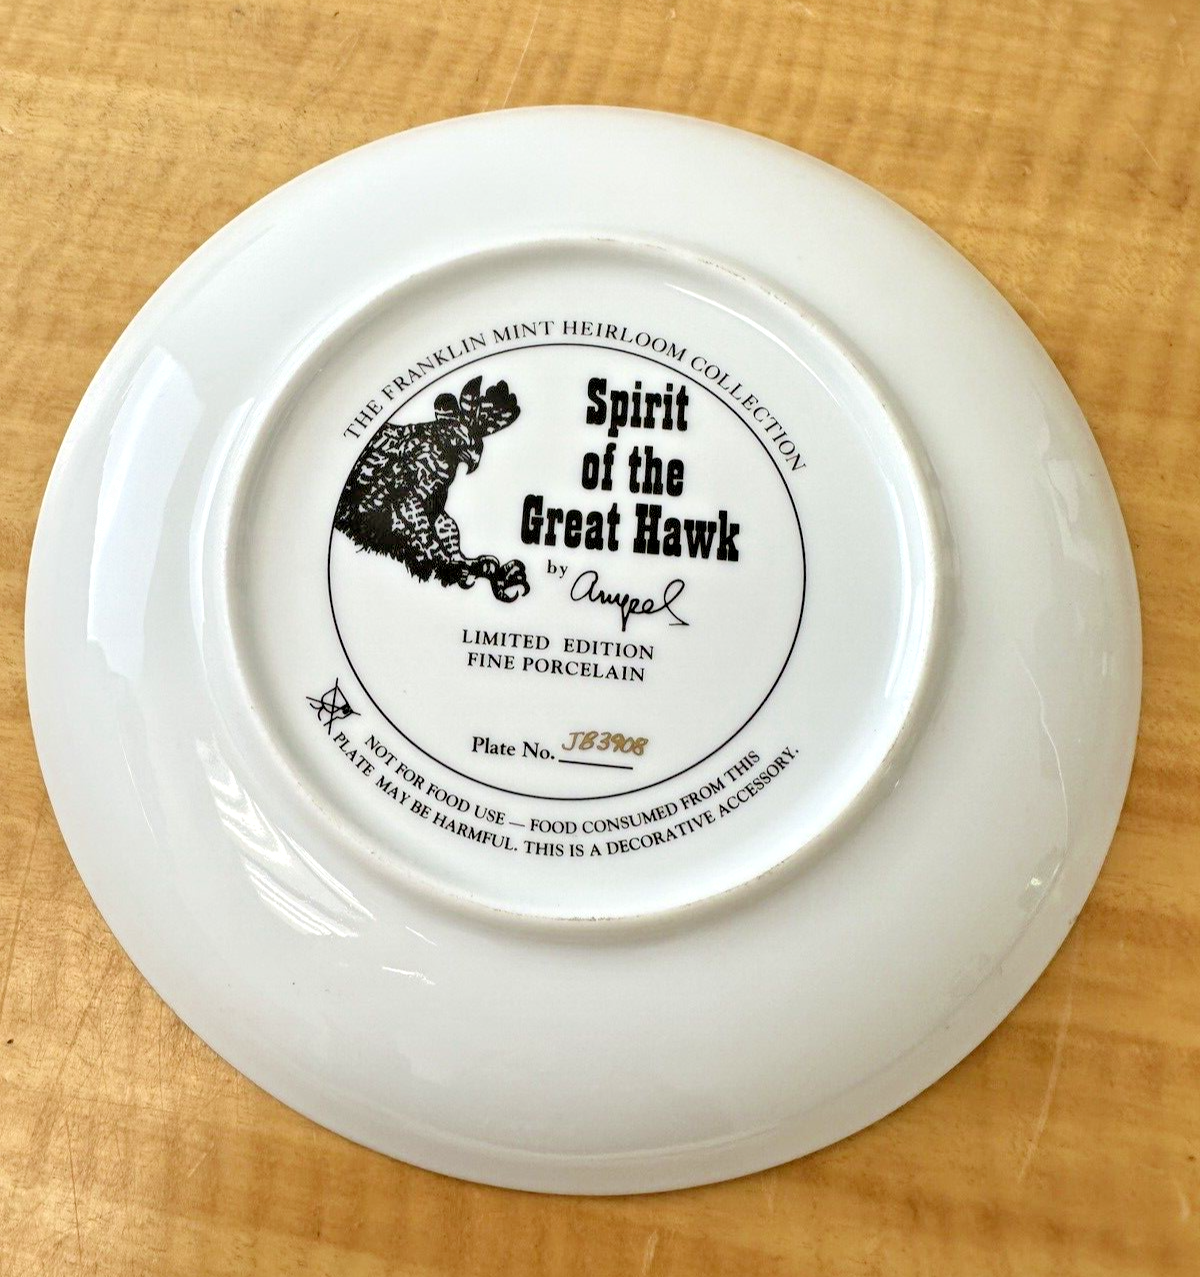 THE FRANKLIN MINT HEIRLOOM COLLECTION
Spirit
of the
Great Hawk
by
LIMITED EDITION
FINE PORCELAIN
Plate No. JB3908
NOT FOR FOOD USE — FOOD CONSUMED FROM THIS
PLATE MAY BE HARMFUL. THIS IS A DECORATIVE ACCESSORY.